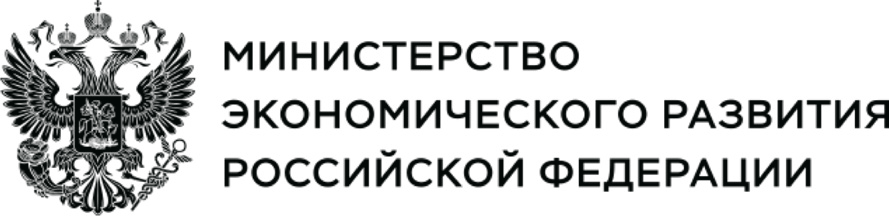 МИНИСТЕРСТВО
ЭКОНОМИЧЕСКОГО РАЗВИТИЯ
РОССИЙСКОЙ ФЕДЕРАЦИИ